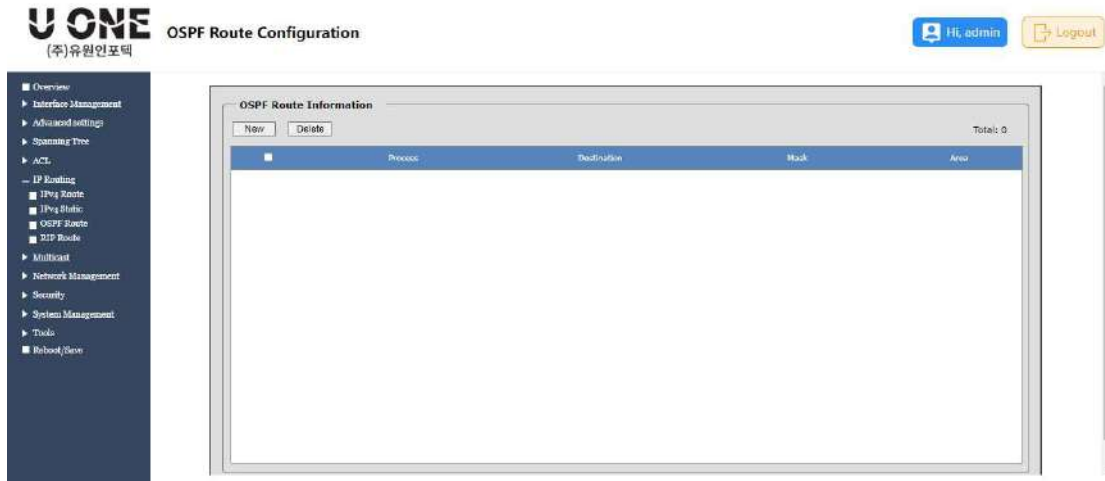 U ONE
(주)유원인포텍
OSPF Route Configuration
Hi, admin
Logout
Overview
Interface Management
Advanced settings
Spanning Tree
ACL
IP Routing
IPv4 Route
IPv4 Static
OSPF Route
RIP Route
Multicast
Network Management
Security
System Management
Tools
Reboot/Save
OSPF Route Information
New Delete Total: 0
Process Destination Mask Area